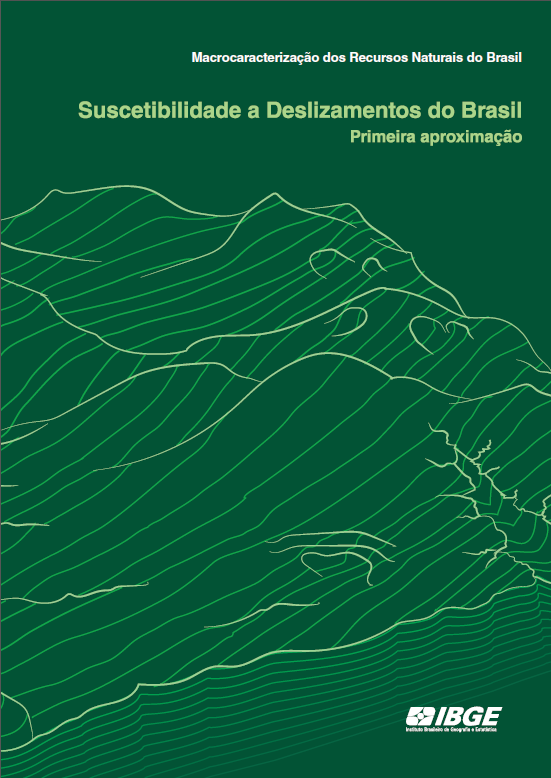 Macrocaracterização dos Recursos Naturais do Brasil
Suscetibilidade a Deslizamentos do Brasil
Primeira aproximação
IBGE
Instituto Brasileiro de Geografia e Estatística